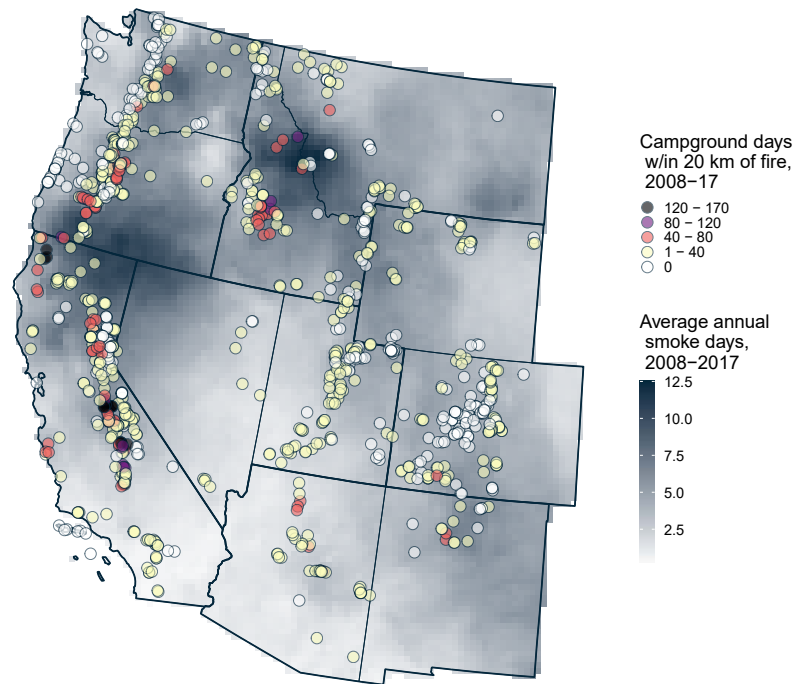 Campground days
w/in 20 km of fire,
2008−17
120 − 170
80 − 120
40 − 80
1 − 40
0
Average annual
smoke days,
2008−2017
12.5
10.0
7.5
5.0
2.5